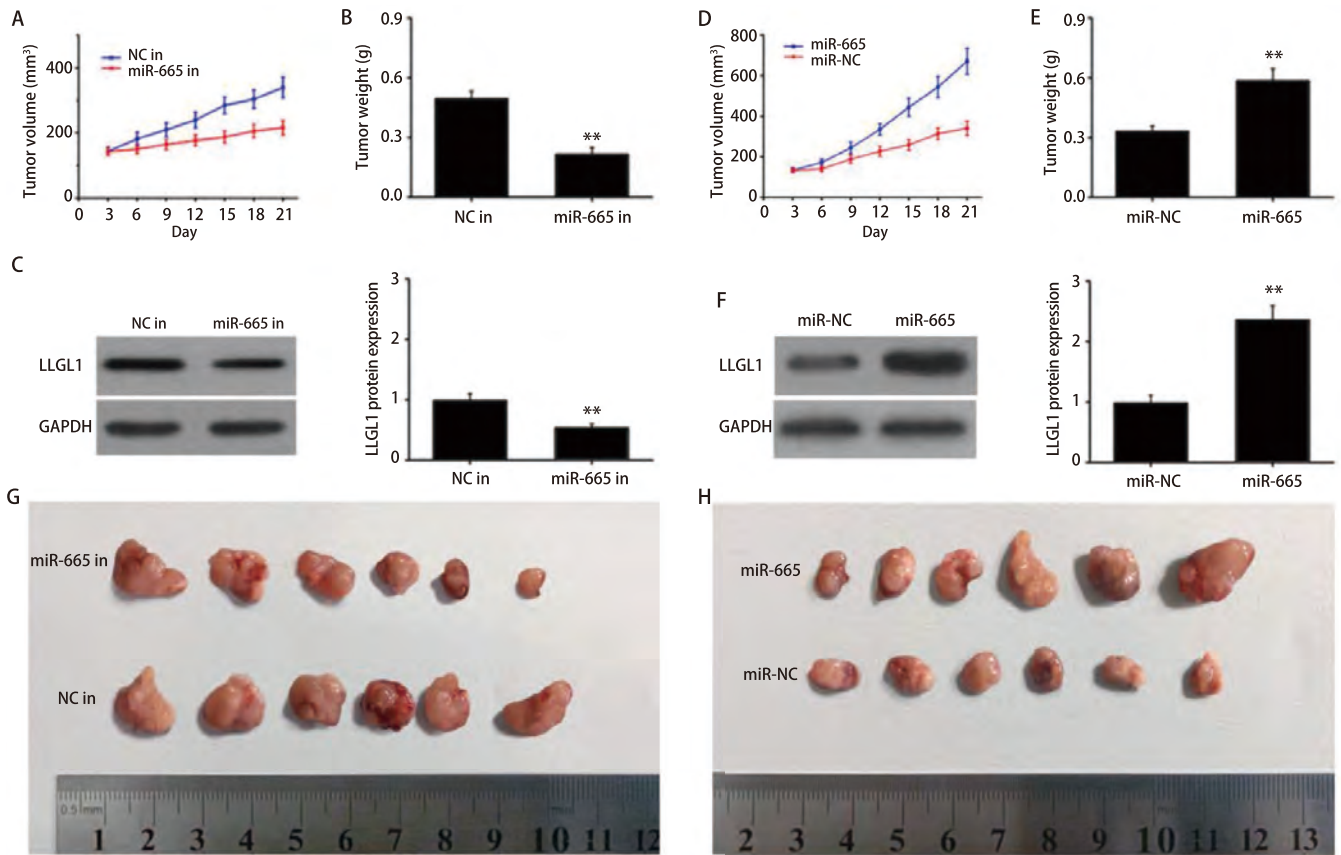 A
Tumor volume (mm³)
400
200
0
NC in
miR-665 in
0 3 6 9 12 15 18 21
Day
B
Tumor weight (g)
0.9
0.6
0.3
0.0
**
NC in miR-665 in
D
Tumor volume (mm³)
800
600
400
200
0
miR-665
miR-NC
0 3 6 9 12 15 18 21
Day
E
Tumor weight (g)
0.9
0.6
0.3
0.0
**
miR-NC miR-665
C
NC in miR-665 in
LLGL1
GAPDH
LLGL1 protein expression
3
2
1
0
**
NC in miR-665 in
F
miR-NC miR-665
LLGL1
GAPDH
LLGL1 protein expression
3
2
1
0
**
miR-NC miR-665
G
miR-665 in
NC in
0.5 mm
1 2 3 4 5 6 7 8 9 10 11 12
H
miR-665
miR-NC
2 3 4 5 6 7 8 9 10 11 12 13